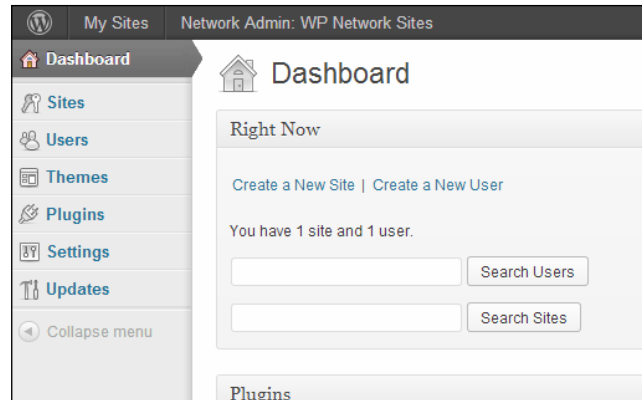 My Sites Network Admin: WP Network Sites
Dashboard
Sites
Users
Themes
Plugins
Settings
Updates
Collapse menu
Dashboard
Right Now
Create a New Site | Create a New User
You have 1 site and 1 user.
Search Users
Search Sites
Plugins